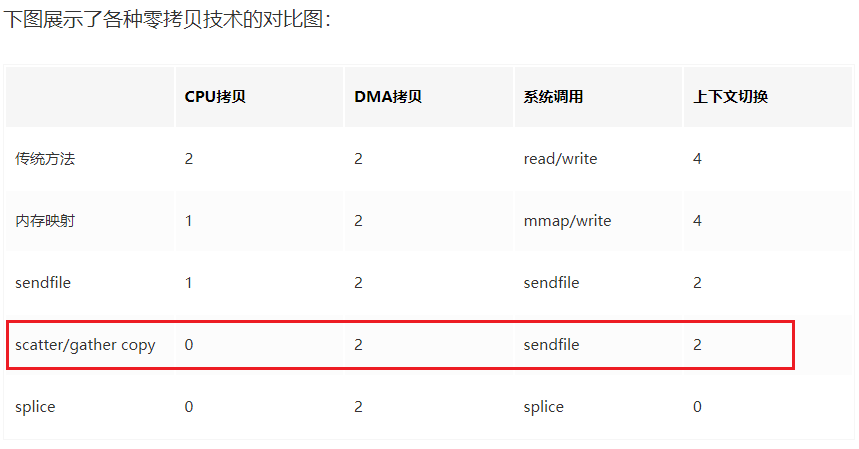 下图展示了各种零拷贝技术的对比图：
CPU拷贝 DMA拷贝 系统调用 上下文切换
传统方法 2 2 read/write 4
内存映射 1 2 mmap/write 4
sendfile 1 2 sendfile 2
scatter/gather copy 0 2 sendfile 2
splice 0 2 splice 0